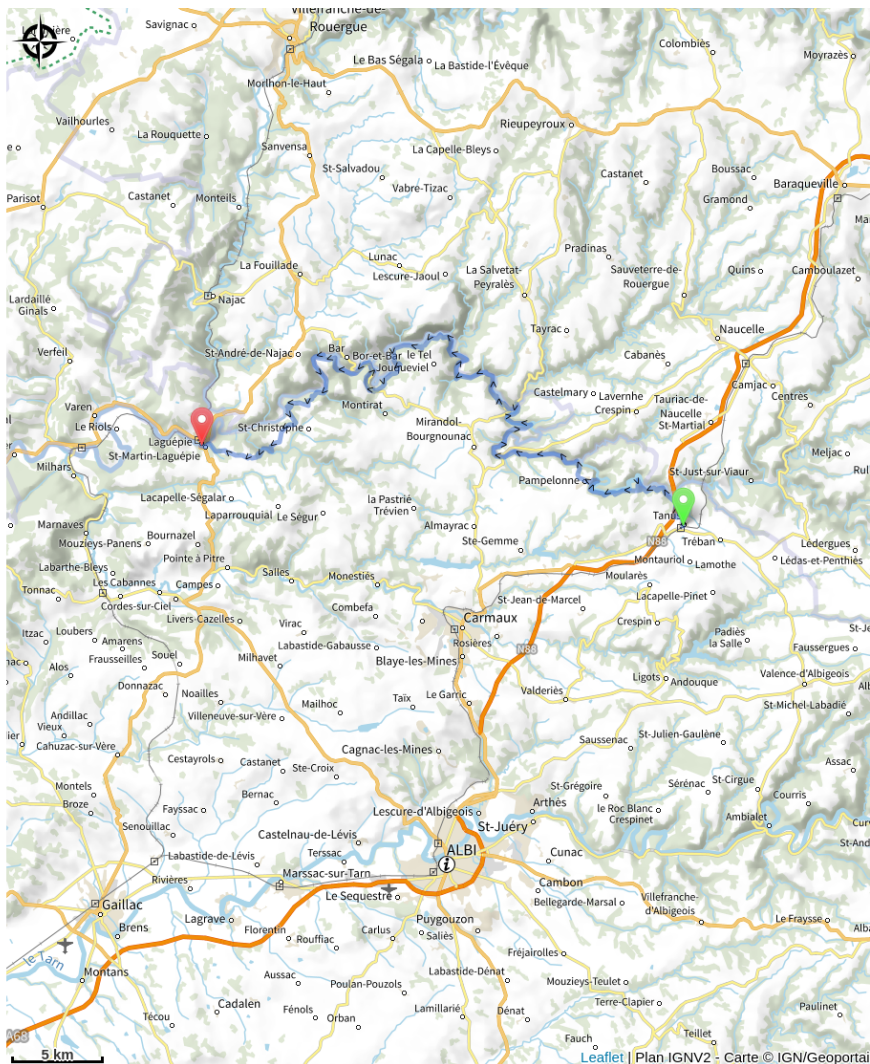 Villefranche-de-
Rouergue
Savignac
Colombiès
Moyrazès
Le Bas Ségala
La Bastide-l'Évêque
Morlhon-le-Haut
Vailhourles
La Rouquette
Rieupeyroux
Sanvensa
La Capelle-Bleys
St-Salvadou
Castanet
Boussac
Baraqueville
Vabre-Tizac
Parisot
Castanet
Monteils
Gramond
Pradinas
Lunac
La Fouillade
Lescure-Jaoul
La Salvetat-
Peyralès
Sauveterre-de-
Rouergue
Quins
Camboulazet
Lardaillé
Ginals
Najac
Tayrac
Naucelle
Verfeil
St-André-de-Najac
Bar
Bor-et-Bar
le Tel
Jouqueviel
Cabanès
Camjac
Castelmary
Lavernhe
Crespin
Tauriac-de-
Naucelle
St-Martial
Centrès
Varen
Le Riols
Montirat
St-Christophe
Mirandol-
Bourgnounac
Laguépie
St-Martin-Laguépie
Milhars
Meljac
St-Just-sur-Viaur
Pampelonne
Lacapelle-Ségalar
Laparrouquial
Le Ségur
la Pastrié
Trévien
Almayrac
Tanus
Marnaves
Bournazel
Mouzieys-Panens
Ste-Gemme
N88
Tréban
Lédergues
Pointe à Pitre
Montauriol
Lamothe
Lédas-et-Penthiès
Labarthe-Bleys
Les Cabannes
Campes
Salles
Monestiés
Moularès
Tonnac
Cordes-sur-Ciel
St-Jean-de-Marcel
Lacapelle-Pinet
Combefa
Livers-Cazelles
Carmaux
Crespin
Itzac
Loubers
Amarens
Virac
Rosières
Padiès
la Salle
Frausseilles
Souel
Labastide-Gabausse
N88
Faussergues
Alos
Milhavet
Blaye-les-Mines
Ligots
Andouque
Valence-d'Albigeois
Donnazac
Noailles
Le Garric
Valderiès
Mailhoc
Taïx
St-Michel-Labadié
Andillac
Vieux
Villeneuve-sur-Vère
Cahuzac-sur-Vère
Saussenac
St-Julien-Gaulène
Cagnac-les-Mines
Cestayrols
Castanet
Ste-Croix
Assac
Montels
Broze
Bernac
St-Grégoire
Sérénac
St-Cirgue
Courris
Fayssac
Lescure-d'Albigeois
Arthès
le Roc Blanc
Crespinet
Ambialet
Senouillac
Castelnau-de-Lévis
St-Juéry
Labastide-de-Lévis
Terssac
ALBI
Cunac
Rivières
Marssac-sur-Tarn
Cambon
Le Sequestre
Bellegarde-Marsal
Villefranche-
d'Albigeois
Gaillac
Le Fraysse
Lagrave
Puygouzon
Brens
Florentin
Rouffiac
Carlus
Saliès
Fréjairolles
le Tarn
Montans
Aussac
Labastide-Dénat
Poulan-Pouzols
Mouzieys-Teulet
Cadalen
Terre-Clapier
Técou
Fénols
Orban
Lamillarié
Dénat
Paulinet
A68
Teillet
Fauch
5 km
Leaflet | Plan IGNV2 - Carte © IGN/Geoportail